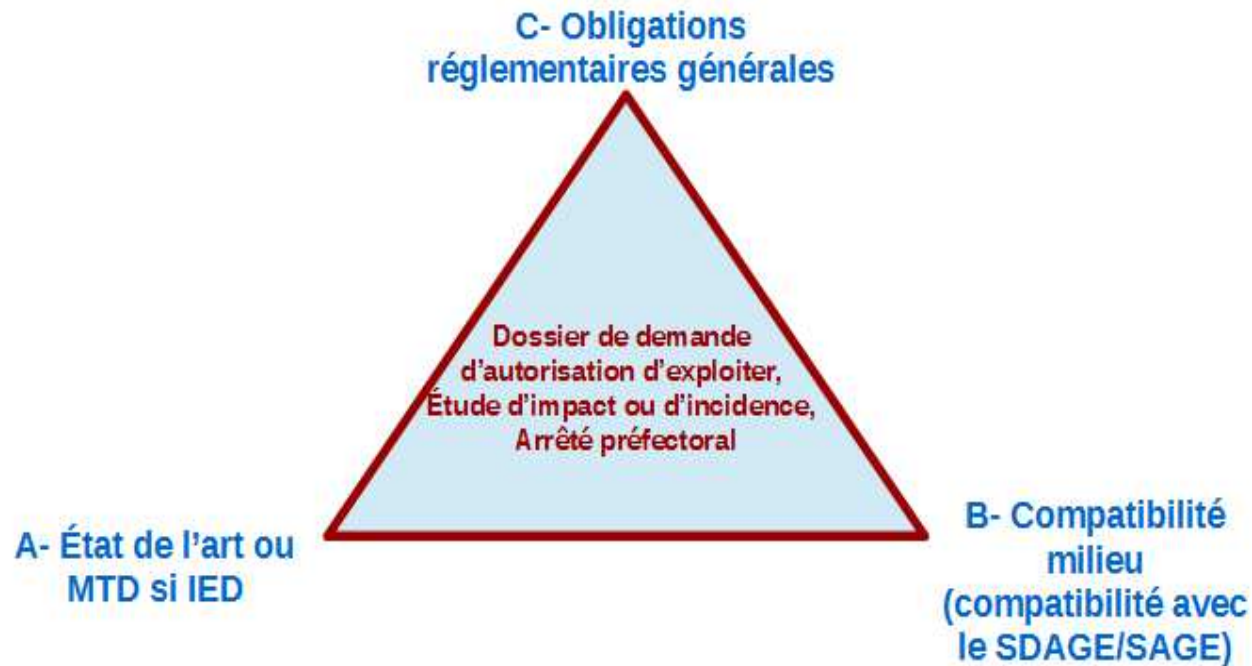 C- Obligations
réglementaires générales
Dossier de demande
d'autorisation d'exploiter,
Étude d'impact ou d'incidence,
Arrêté préfectoral
A- État de l'art ou
MTD si IED
B- Compatibilité
milieu
(compatibilité avec
le SDAGE/SAGE)